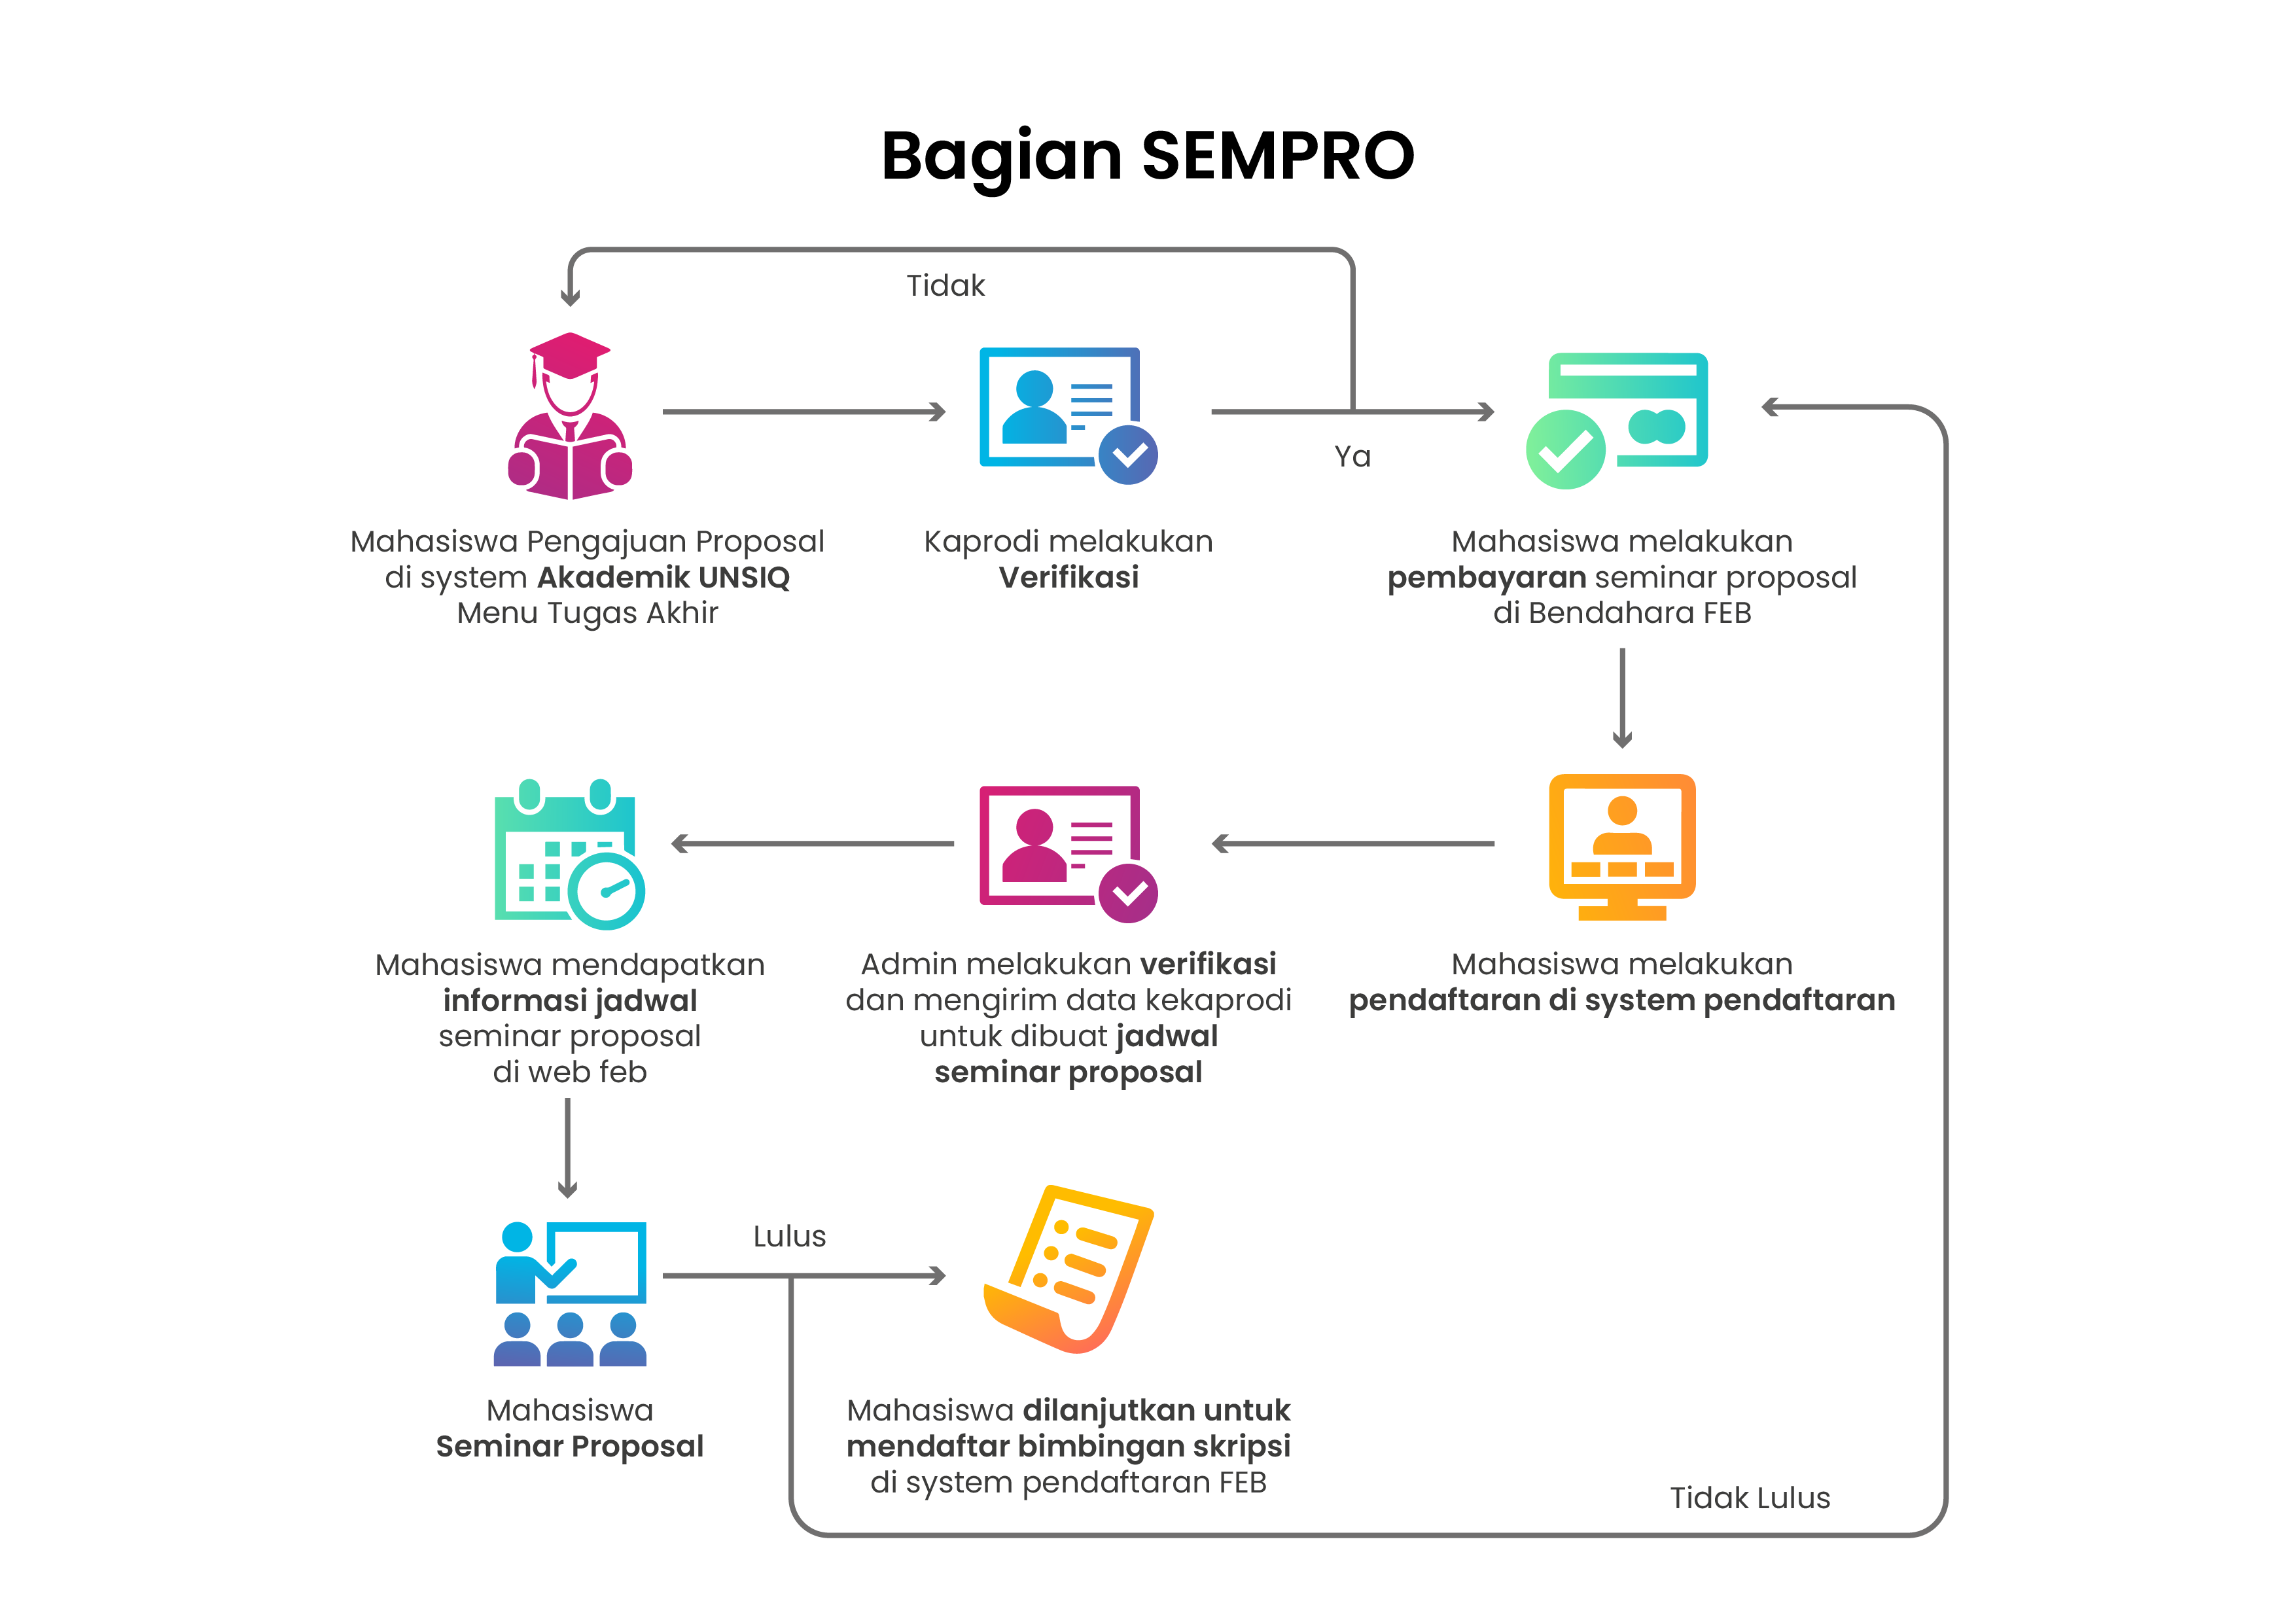 Bagian SEMPRO
Tidak
Ya
Mahasiswa Pengajuan Proposal
di system Akademik UNSIQ
Menu Tugas Akhir
Kaprodi melakukan
Verifikasi
Mahasiswa melakukan
pembayaran seminar proposal
di Bendahara FEB
Mahasiswa melakukan
pendaftaran di system pendaftaran
Admin melakukan verifikasi
dan mengirim data kekaprodi
untuk dibuat jadwal
seminar proposal
Mahasiswa mendapatkan
informasi jadwal
seminar proposal
di web feb
Mahasiswa
Seminar Proposal
Lulus
Mahasiswa dilanjutkan untuk
mendaftar bimbingan skripsi
di system pendaftaran FEB
Tidak Lulus